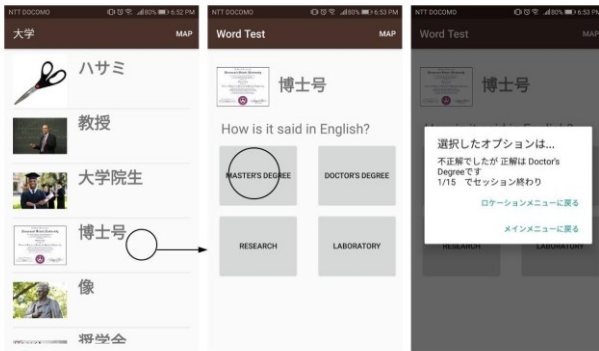 NTT DOCOMO 80% 6:52 PM
大学 MAP
ハサミ
教授
大学院生
博士号
像
奨学金
NTT DOCOMO 80% 6:53 PM
Word Test MAP
博士号
How is it said in English?
MASTER'S DEGREE DOCTOR'S DEGREE
RESEARCH LABORATORY
NTT DOCOMO 80% 6:53 PM
Word Test MAP
選択したオプションは...
不正解でしたが 正解は Doctor's
Degreeです
1/15 でセッション終わり
ロケーションメニューに戻る
メインメニューに戻る
RESEARCH LABORATORY